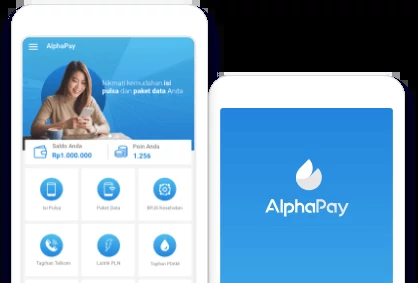 AlphaPay
Nikmati kemudahan isi
pulsa dan paket data Anda
Saldo Anda
Rp1.000.000
Poin Anda
1.256
Isi Pulsa
Paket Data
BPJS Kesehatan
Tagihan Telkom
Listrik PLN
Tagihan PDAM
AlphaPay